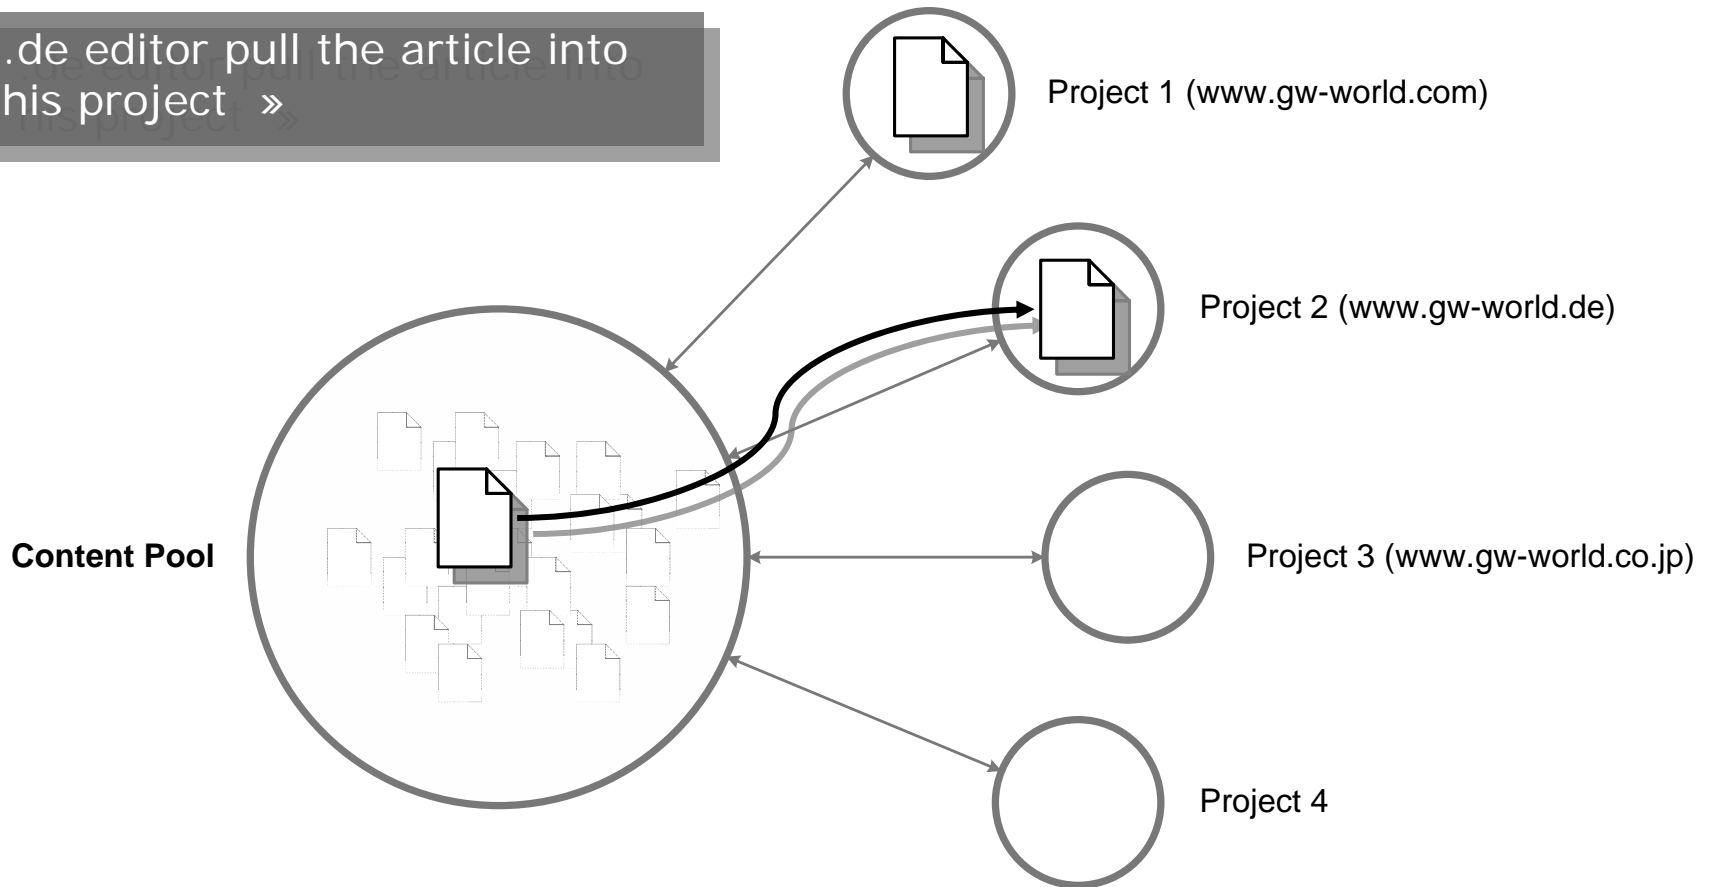 .de editor pull the article into
his project »
Project 1 (www.gw-world.com)
Project 2 (www.gw-world.de)
Content Pool
Project 3 (www.gw-world.co.jp)
Project 4